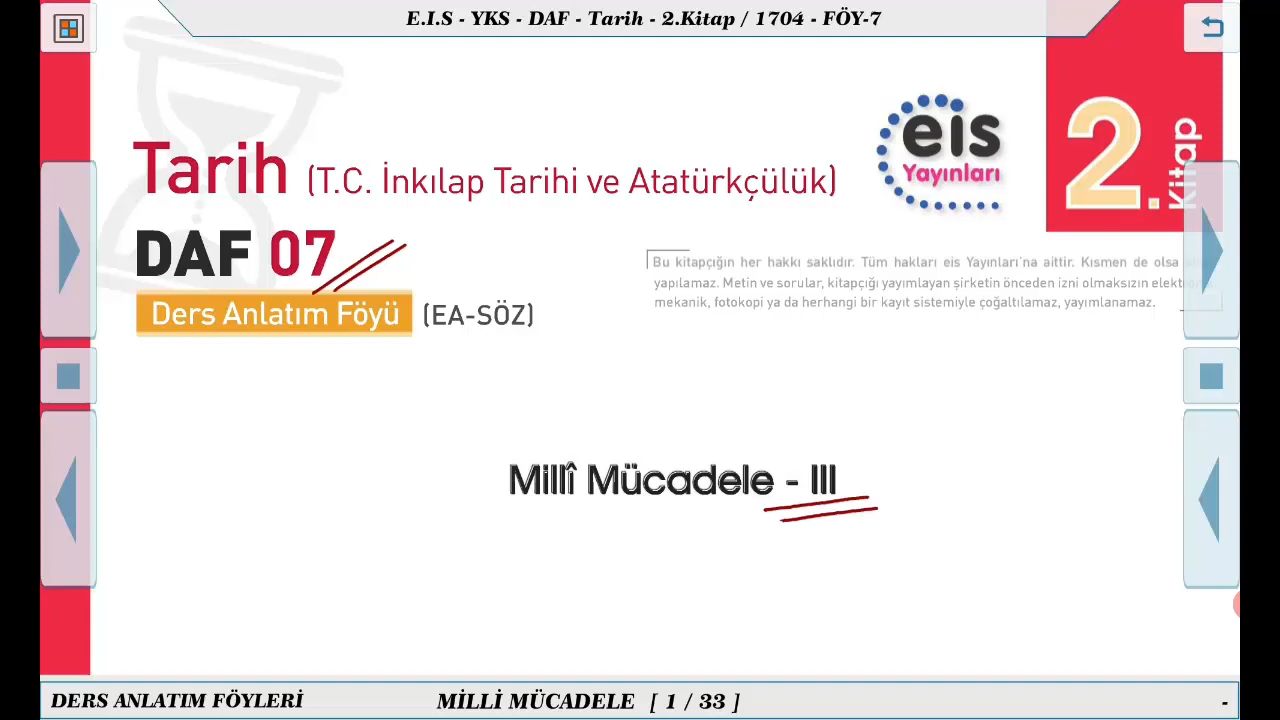 E.I.S - YKS - DAF - Tarih - 2.Kitap / 1704 - FÖY-7
Tarih (T.C. İnkılap Tarihi ve Atatürkçülük)
eis
Yayınları
2. Kitap
DAF 07
Ders Anlatım Föyü (EA-SÖZ)
Bu kitapçığın her hakkı saklıdır. Tüm hakları eis Yayınları'na aittir. Kısmen de olsa
yapılamaz. Metin ve sorular, kitapçığı yayımlayan şirketin önceden izni olmaksızın elektronik
mekanik, fotokopi ya da herhangi bir kayıt sistemiyle çoğaltılamaz, yayımlanamaz.
Millî Mücadele - III
DERS ANLATIM FÖYLERİ MİLLİ MÜCADELE [ 1 / 33 ] -